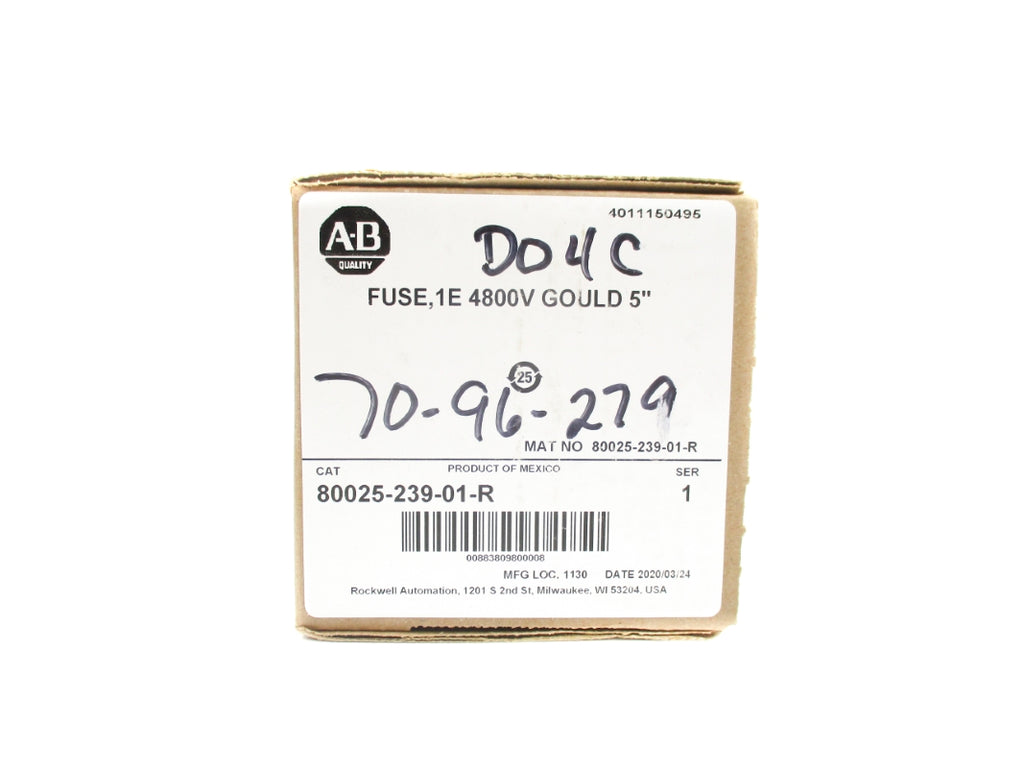 4011150495
A-B
QUALITY
DO4C
FUSE,1E 4800V GOULD 5"
25
70-96-279
MAT NO 80025-239-01-R
CAT PRODUCT OF MEXICO SER
80025-239-01-R 1
00883809800008
MFG LOC. 1130 DATE 2020/03/24
Rockwell Automation, 1201 S 2nd St, Milwaukee, WI 53204, USA